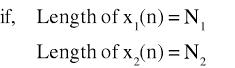 if, Length of x₁(n) = N₁
Length of x₂(n) = N₂